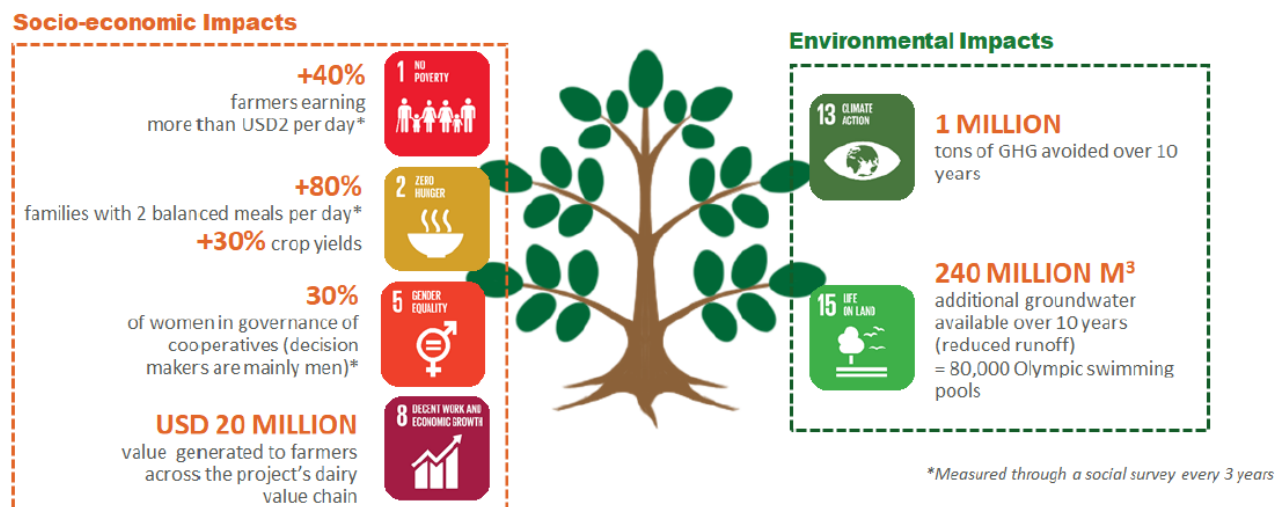 Socio-economic Impacts
+40%
farmers earning
more than USD2 per day*
1 NO
POVERTY
+80%
families with 2 balanced meals per day*
+30% crop yields
2 ZERO
HUNGER
30%
of women in governance of
cooperatives (decision
makers are mainly men)*
5 GENDER
EQUALITY
USD 20 MILLION
value generated to farmers
across the project's dairy
value chain
8 DECENT WORK AND
ECONOMIC GROWTH
Environmental Impacts
13 CLIMATE
ACTION
1 MILLION
tons of GHG avoided over 10
years
15 LIFE
ON LAND
240 MILLION M³
additional groundwater
available over 10 years
(reduced runoff)
= 80,000 Olympic swimming
pools
*Measured through a social survey every 3 years